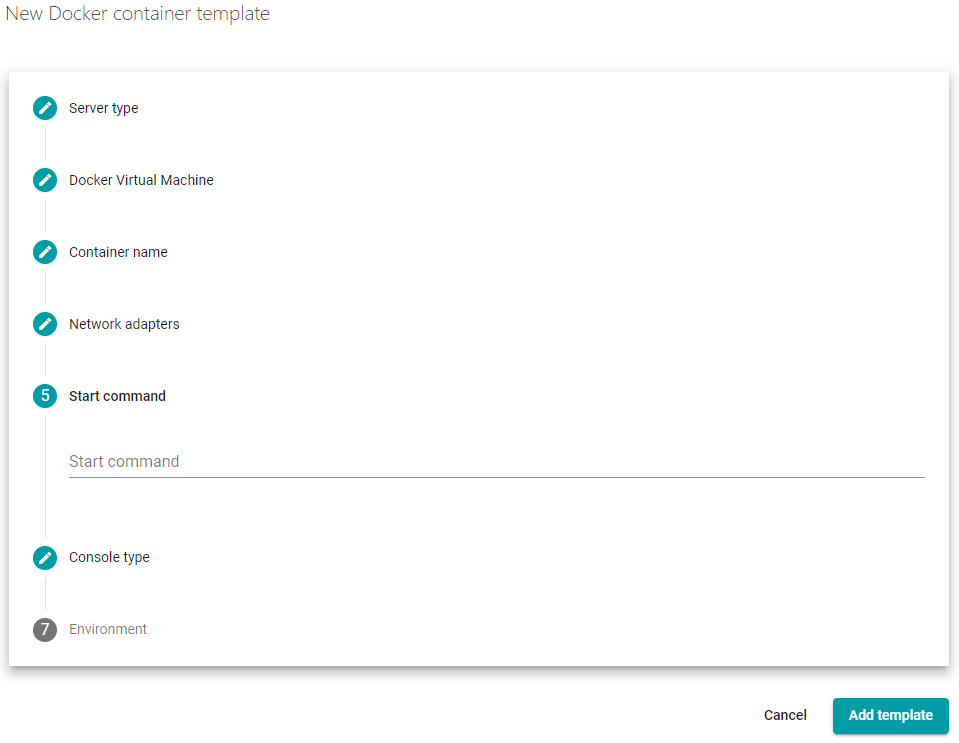 New Docker container template
Server type
Docker Virtual Machine
Container name
Network adapters
5 Start command
Start command
Console type
7 Environment
Cancel Add template